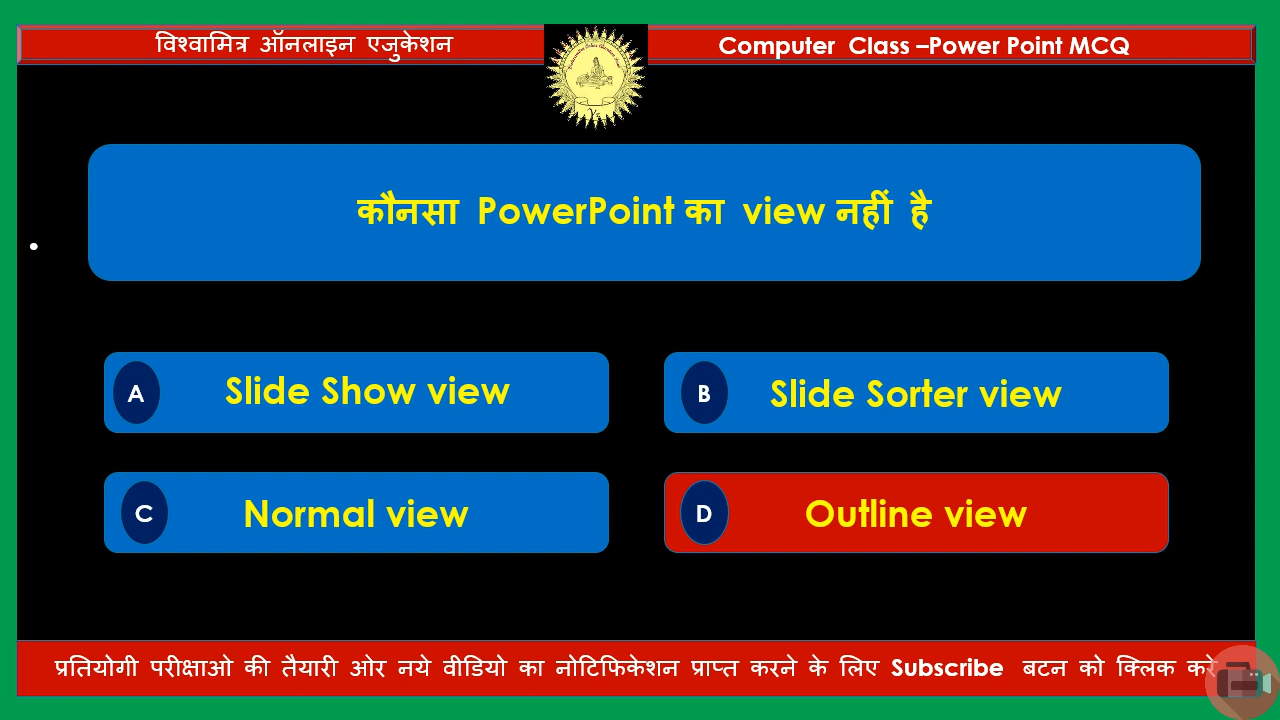 विश्वामित्र ऑनलाइन एजुकेशन
Computer Class –Power Point MCQ
कौनसा PowerPoint का view नहीं है
A Slide Show view
B Slide Sorter view
C Normal view
D Outline view
प्रतियोगी परीक्षाओ की तैयारी ओर नये वीडियो का नोटिफिकेशन प्राप्त करने के लिए Subscribe बटन को क्लिक करे